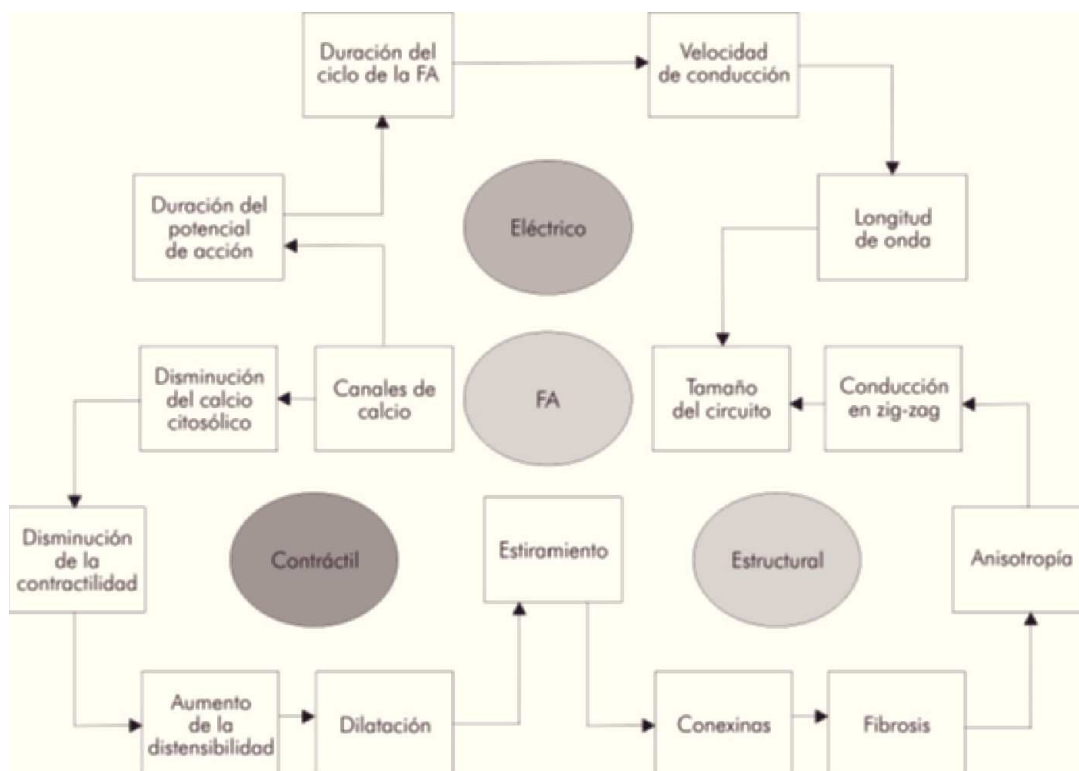 Duración del
ciclo de la FA
Velocidad
de conducción
Duración del
potencial
de acción
Eléctrico
Longitud
de onda
Disminución
del calcio
citosólico
Canales de
calcio
FA
Tamaño
del circuito
Conducción
en zig-zag
Disminución
de la
contractilidad
Contráctil
Estiramiento
Estructural
Anisotropía
Aumento
de la
distensibilidad
Dilatación
Conexinas
Fibrosis